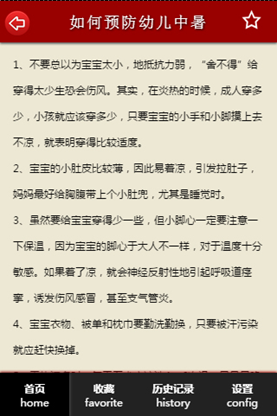 如何预防幼儿中暑
1、不要总以为宝宝太小，地抵抗力弱，“舍不得”给
穿得太少生恐会伤风。其实，在炎热的时候，成人穿多
少，小孩就应该穿多少，只要宝宝的小手和小脚摸上去
不凉，就表明穿得比较适度。
2、宝宝的小肚皮比较薄，因此易着凉，引发拉肚子，
妈妈最好给胸腹带上个小肚兜，尤其是睡觉时。
3、虽然要给宝宝穿得少一些，但小脚心一定要注意一
下保温，因为宝宝的脚心于大人不一样，对于温度十分
敏感。如果着了凉，就会神经反射性地引起呼吸道痉
挛，诱发伤风感冒，甚至支气管炎。
4、宝宝衣物、被单和枕巾要勤洗勤换，只要被汗污染
就应赶快换掉。
首页 收藏 历史记录 设置
home favorite history config